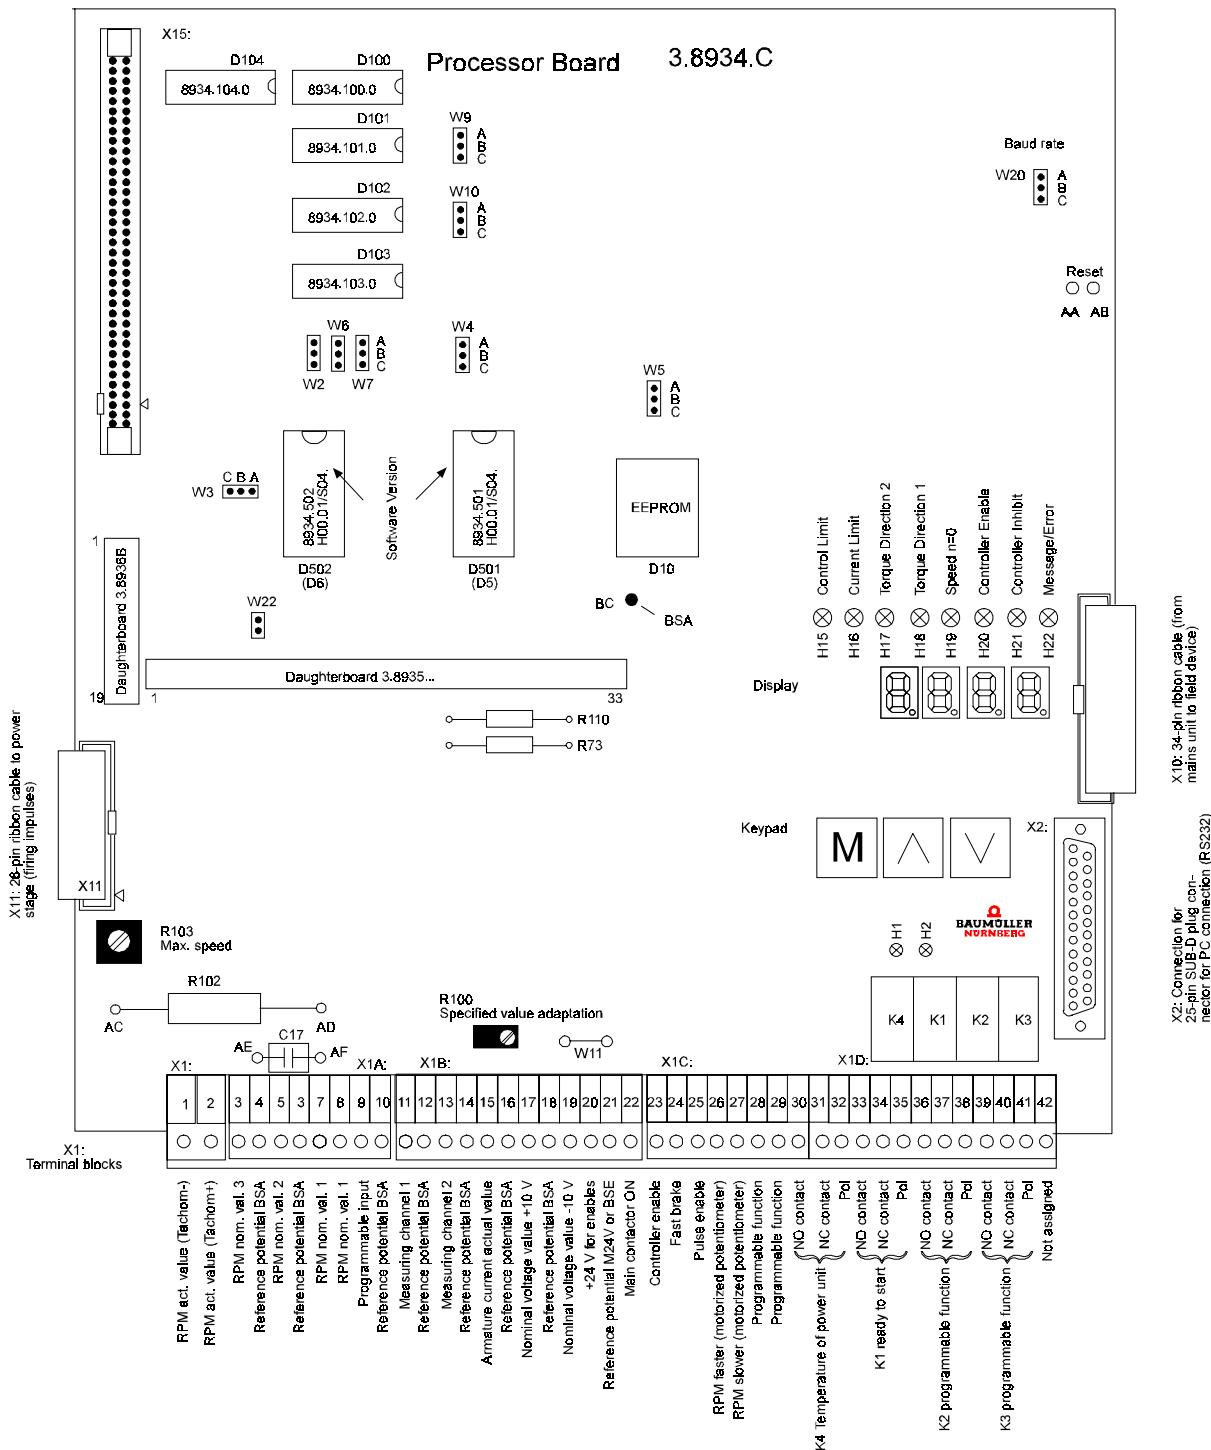 X15:
Processor Board 3.8934.C
D104
8934.104.0
D100
8934.100.0
D101
8934.101.0
D102
8934.102.0
D103
8934.103.0
W9
A
B
C
W10
A
B
C
Baud rate
W20
A
B
C
Reset
AA AB
W6
W2 W7
A
B
C
W4
A
B
C
W5
A
B
C
C B A
W3
8934.502
H00.01/S04.
D502
(D6)
Software Version
8934.501
H00.01/S04.
D501
(D5)
EEPROM
D10
BC
BSA
W22
1
Daughterboard 3.8936B
19
Daughterboard 3.8935...
1
33
R110
R73
Control Limit
Current Limit
Torque Direction 2
Torque Direction 1
Speed n=0
Controller Enable
Controller Inhibit
Message/Error
H15
H16
H17
H18
H19
H20
H21
H22
Display
X10: 34-pin ribbon cable (from
mains unit to field device)
X11: 26-pin ribbon cable to power
stage (firing impulses)
X11
Keypad
M
X2:
X2: Connection for
25-pin SUB-D plug con-
nector for PC connection (RS232)
R103
Max. speed
H1
H2
BAUMÜLLER
NÜRNBERG
R102
AC
AD
C17
AE
AF
R100
Specified value adaptation
W11
K4
K1
K2
K3
X1:
X1A:
X1B:
X1C:
X1D:
1 2 3 4 5 3 7 8 9 10 11 12 13 14 15 16 17 18 19 20 21 22 23 24 25 26 27 28 29 30 31 32 33 34 35 36 37 38 39 40 41 42
X1:
Terminal blocks
RPM act. value (Tachom-)
RPM act. value (Tachom+)
RPM nom. val. 3
Reference potential BSA
RPM nom. val. 2
Reference potential BSA
RPM nom. val. 1
RPM nom. val. 1
Programmable input
Reference potential BSA
Measuring channel 1
Reference potential BSA
Measuring channel 2
Reference potential BSA
Armature current actual value
Reference potential BSA
Nominal voltage value +10 V
Reference potential BSA
Nominal voltage value -10 V
+24 V for enables
Reference potential M24V or BSE
Main contactor ON
Controller enable
Fast brake
Pulse enable
RPM faster (motorized potentiometer)
RPM slower (motorized potentiometer)
Programmable function
Programmable function
NO contact
NC contact
Pol
K4 Temperature of power unit
NO contact
NC contact
Pol
K1 ready to start
NO contact
NC contact
Pol
K2 programmable function
NO contact
NC contact
Pol
K3 programmable function
Not assigned